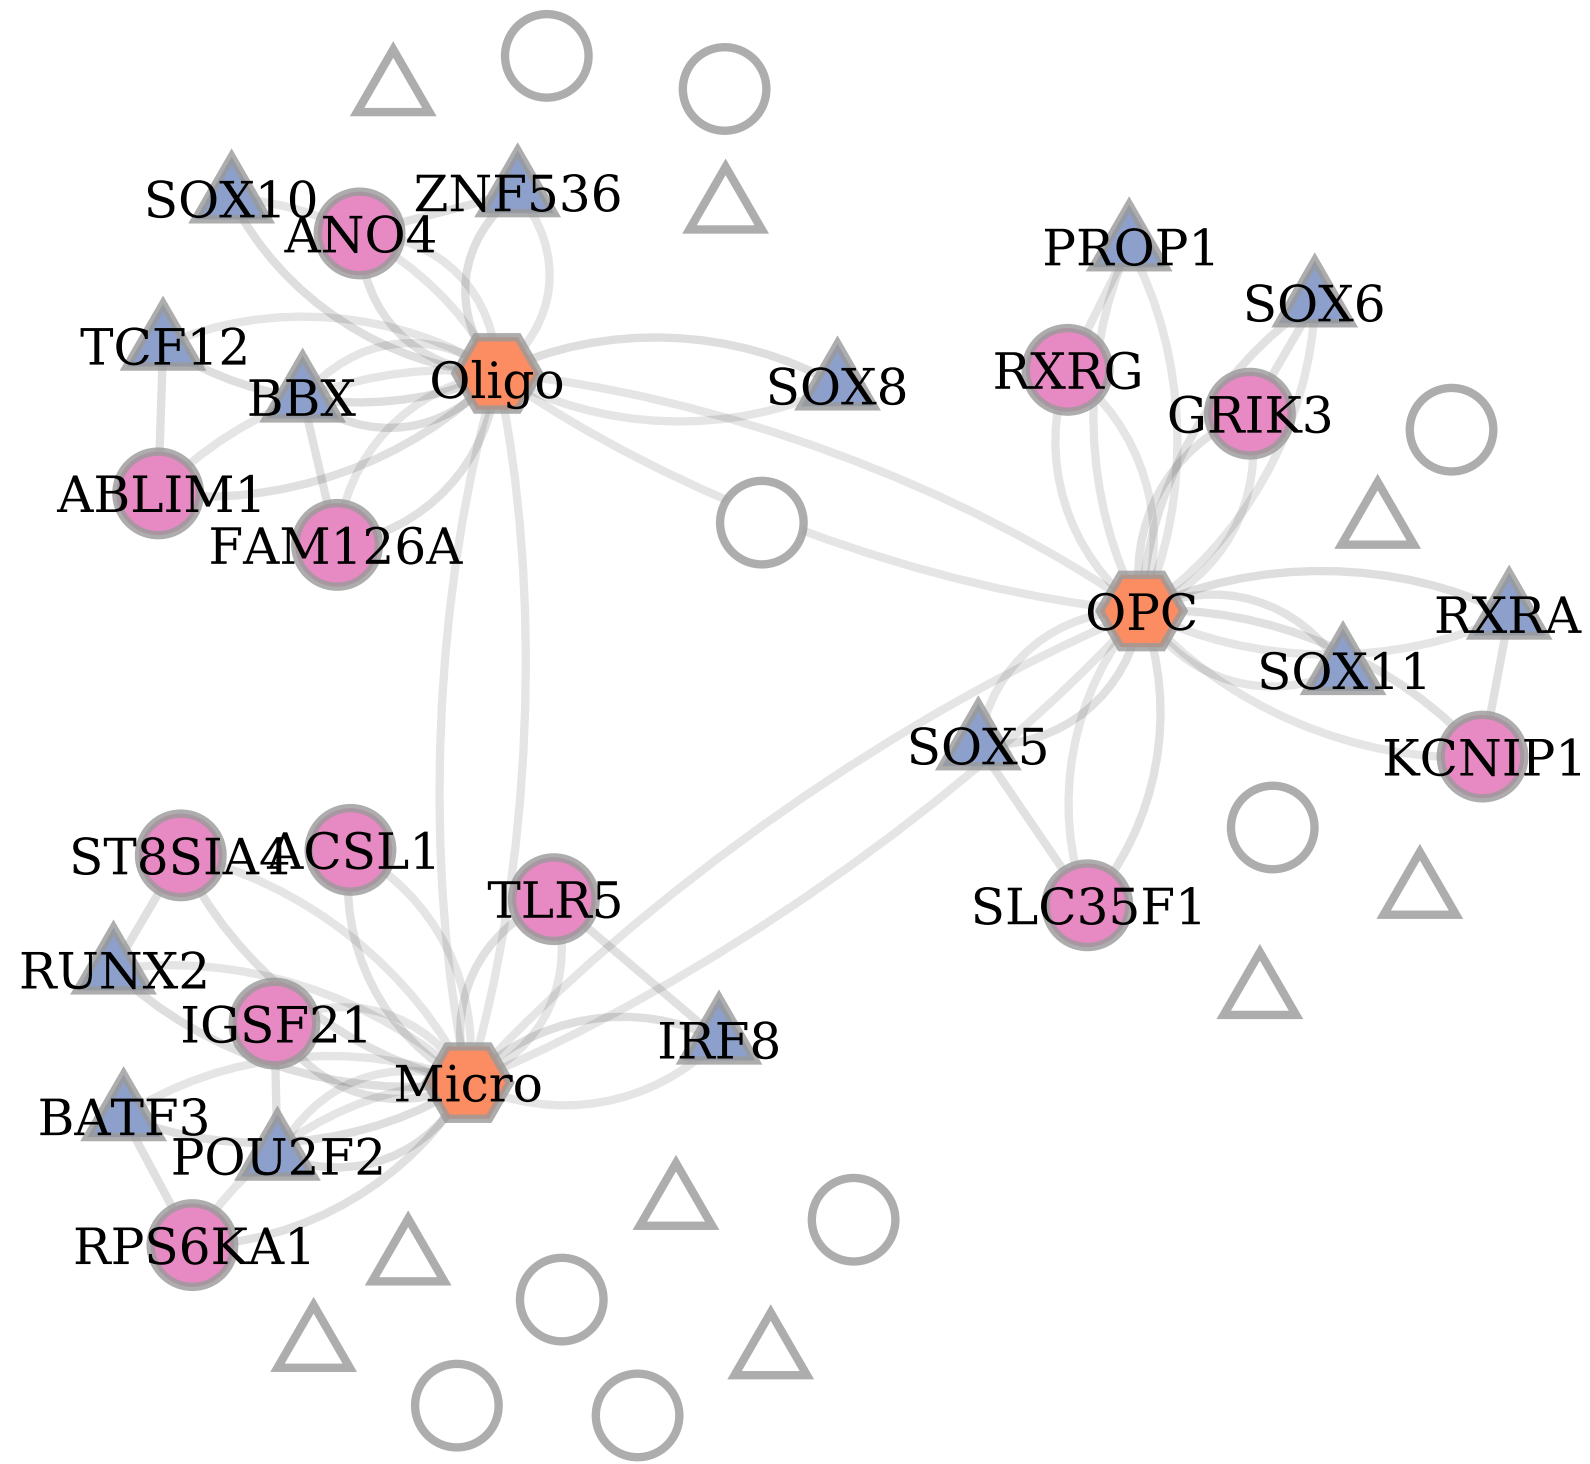 SOX10
ZNF536
ANO4
PROP1
SOX6
TCF12
BBX
Oligo
SOX8
RXRG
GRIK3
ABLIM1
FAM126A
OPC
RXRA
SOX11
SOX5
KCNIP1
ST8SIA4
ACSL1
TLR5
SLC35F1
RUNX2
IGSF21
IRF8
Micro
BATF3
POU2F2
RPS6KA1